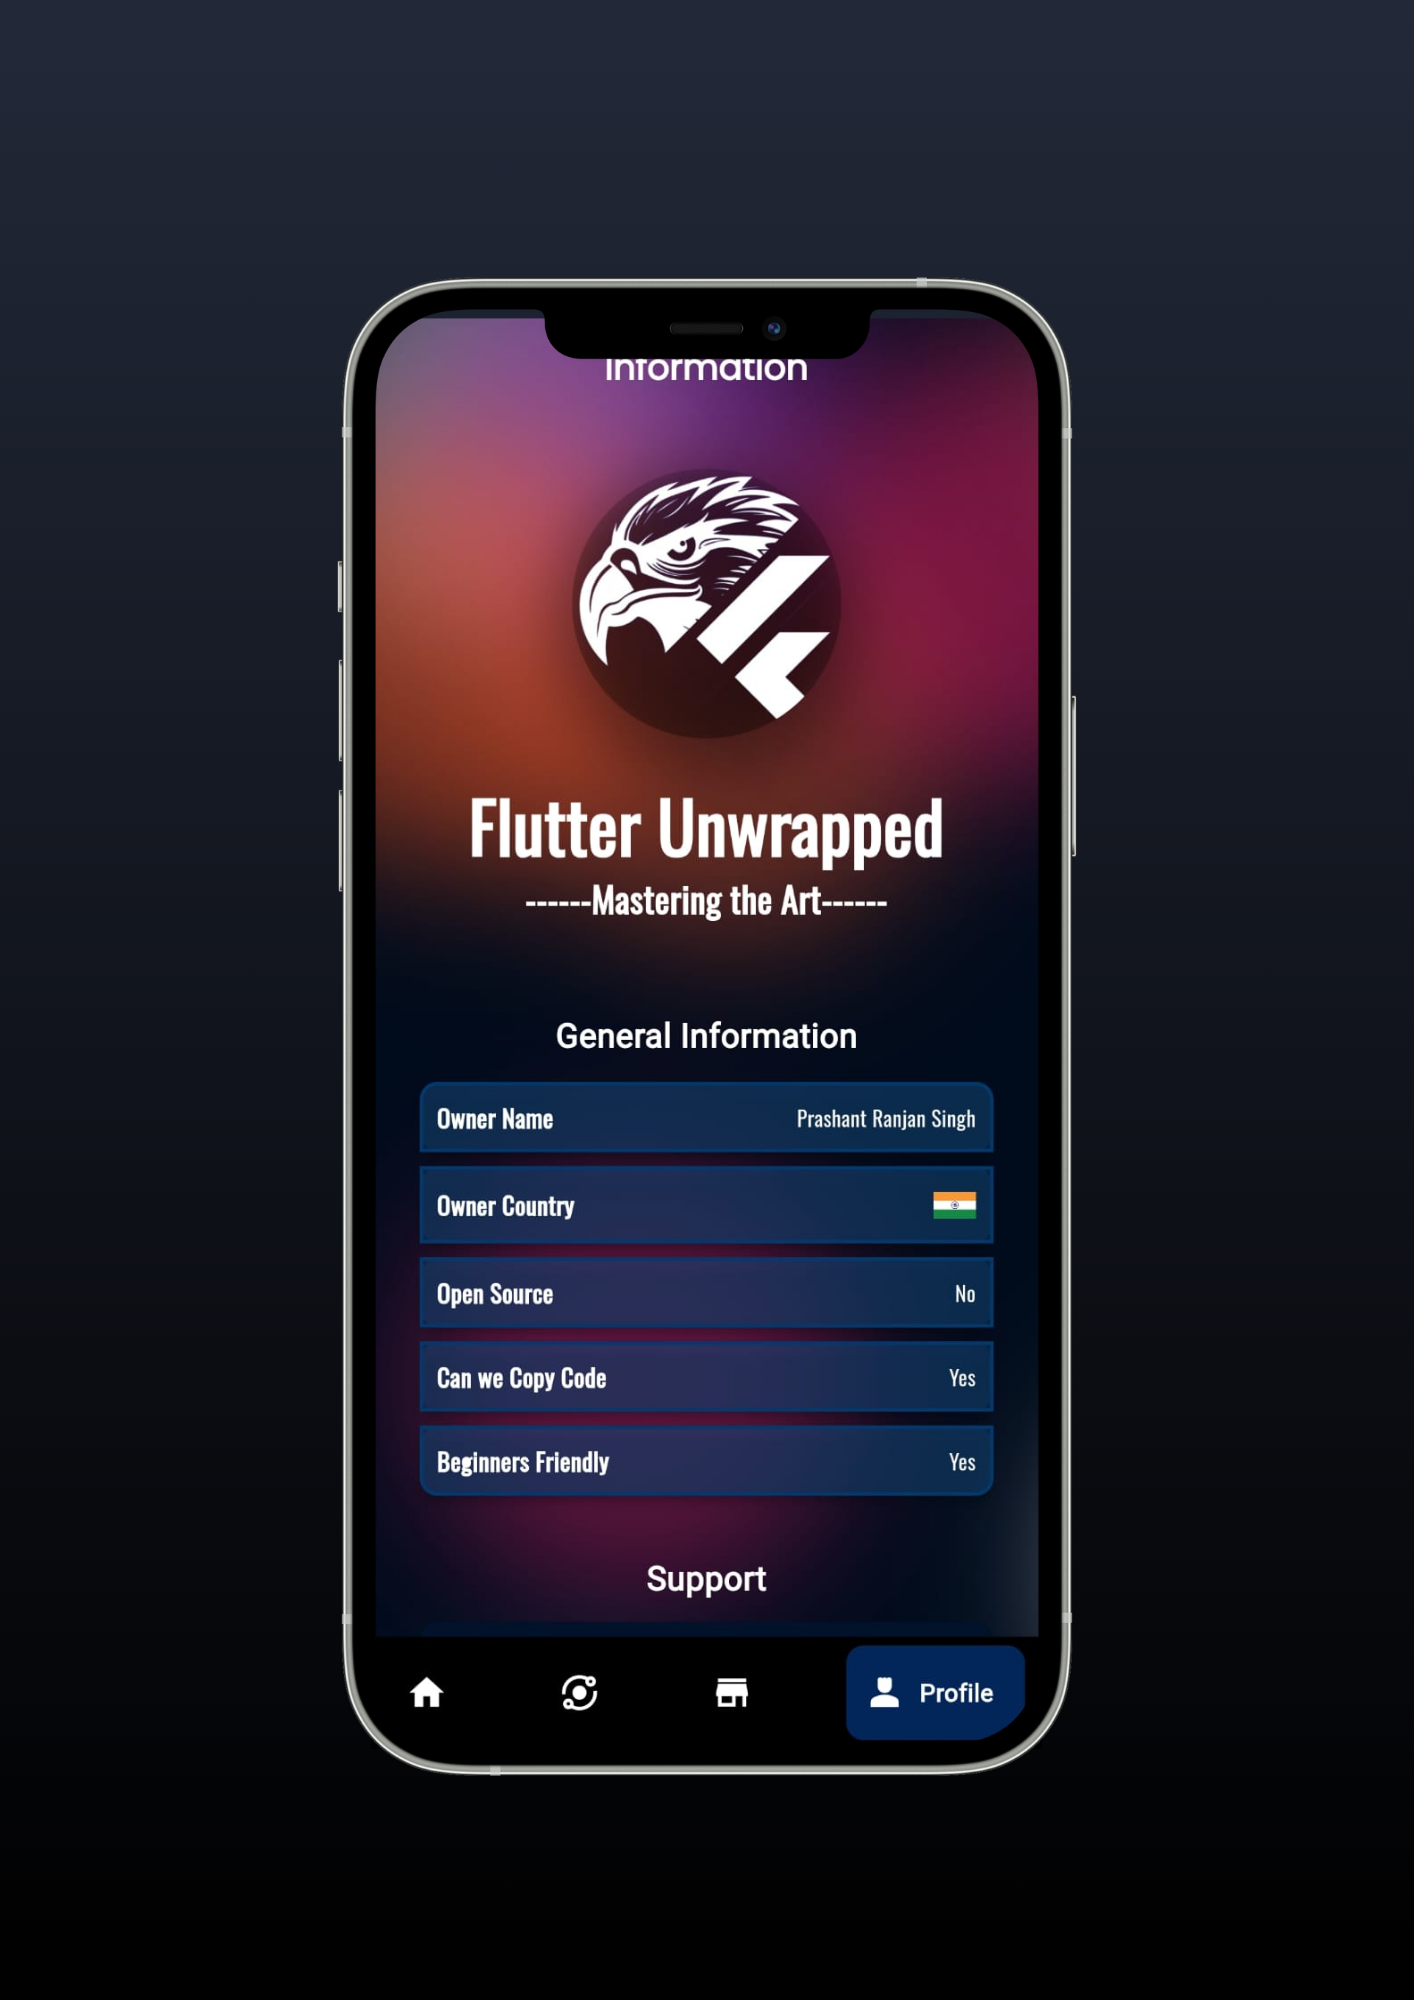 Information
Flutter Unwrapped
------Mastering the Art------
General Information
Owner Name Prashant Ranjan Singh
Owner Country
Open Source No
Can we Copy Code Yes
Beginners Friendly Yes
Support
Profile